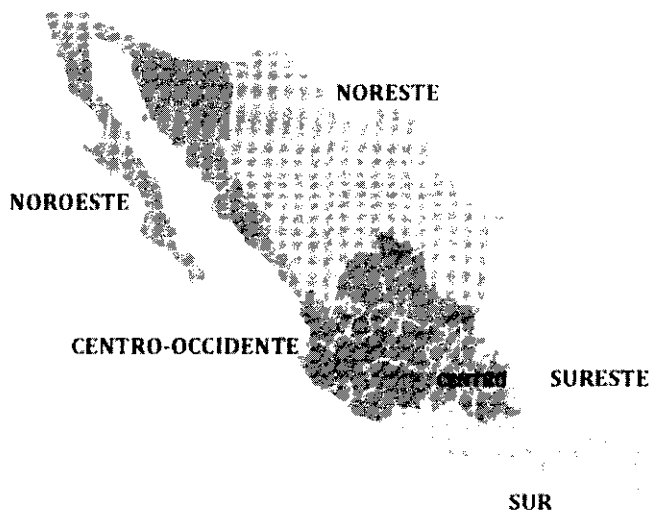 NORESTE
NOROESTE
CENTRO-OCCIDENTE
CENTRO
SURESTE
SUR